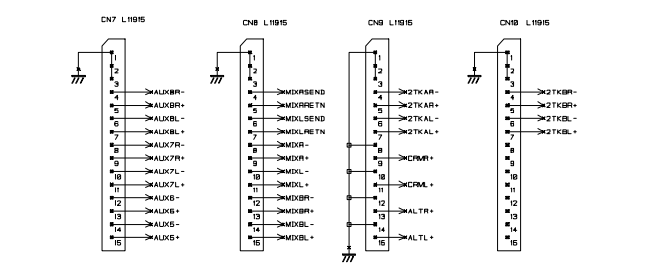 CN7 L11915
1
2
3
4 AUX8R-
5 AUX8R+
6 AUX8L-
7 AUX8L+
8 AUX7R-
9 AUX7R+
10 AUX7L-
11 AUX7L+
12 AUX6-
13 AUX6+
14 AUX5-
15 AUX5+
CN8 L11915
1
2
3
4 MIXRSEND
5 MIXRRETN
6 MIXLSEND
7 MIXLRETN
8 MIXR-
9 MIXR+
10 MIXL-
11 MIXL+
12 MIXBR-
13 MIXBR+
14 MIXBL-
15 MIXBL+
CN9 L11915
1
2
3
4 2TKAR-
5 2TKAR+
6 2TKAL-
7 2TKAL+
8
9 CRMR+
10
11 CRML+
12
13 ALTR+
14
15 ALTL+
CN10 L11915
1
2
3
4 2TKBR-
5 2TKBR+
6 2TKBL-
7 2TKBL+
8
9
10
11
12
13
14
15